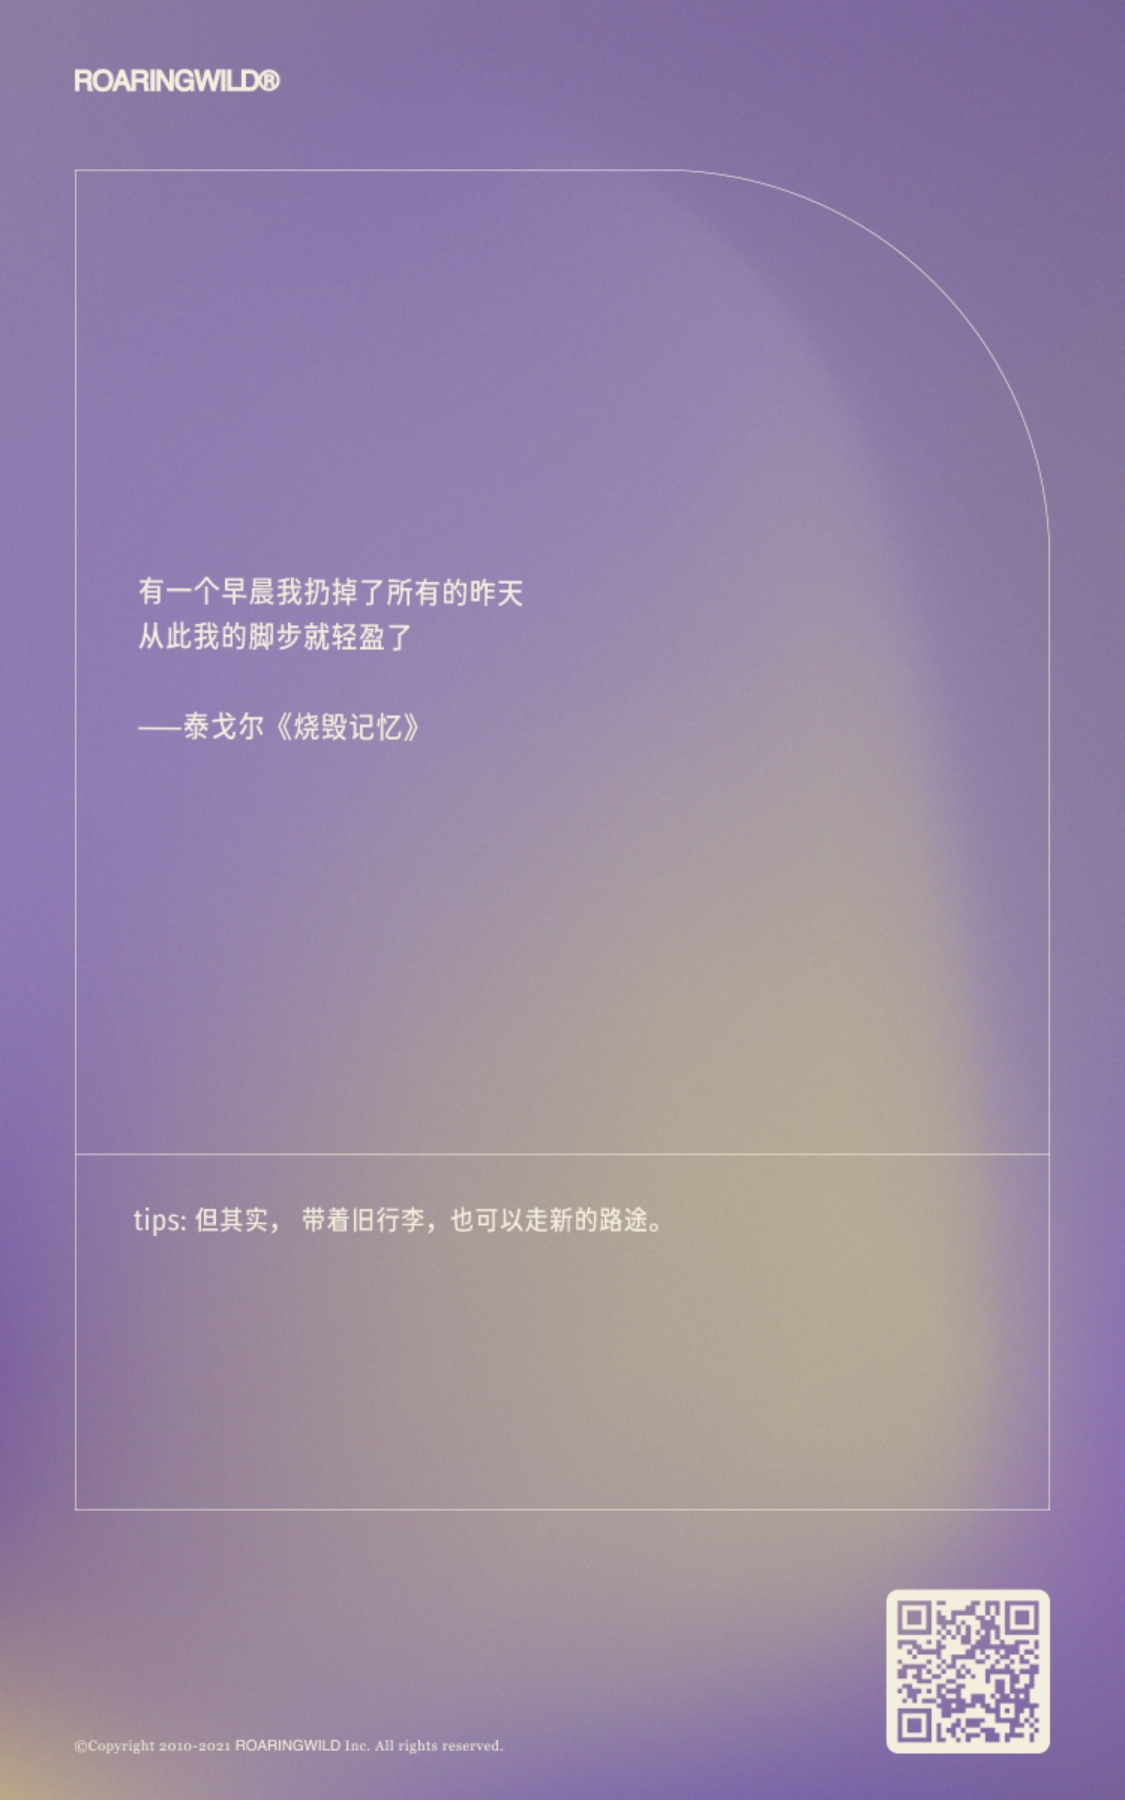 ROARINGWILD®
有一个早晨我扔掉了所有的昨天
从此我的脚步就轻盈了
——泰戈尔《烧毁记忆》
tips: 但其实， 带着旧行李，也可以走新的路途。
©Copyright 2010-2021 ROARINGWILD Inc. All rights reserved.